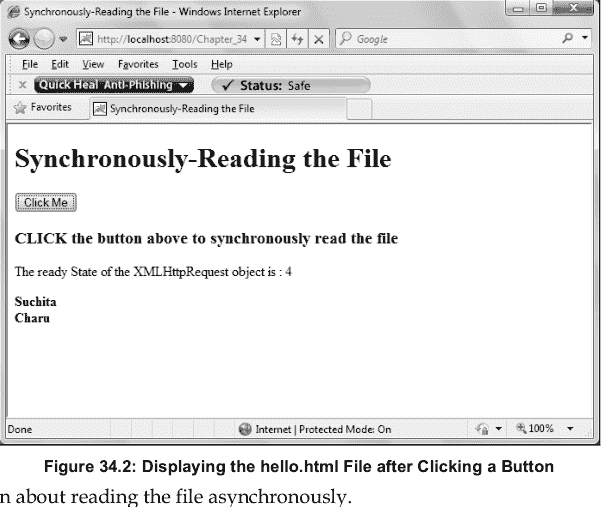 Synchronously-Reading the File - Windows Internet Explorer
http://localhost:8080/Chapter_34
Google
File Edit View Favorites Tools Help
x Quick Heal Anti-Phishing Status: Safe
Favorites Synchronously-Reading the File
Synchronously-Reading the File
Click Me
CLICK the button above to synchronously read the file
The ready State of the XMLHttpRequest object is : 4
Suchita
Charu
Done Internet | Protected Mode: On 100%
Figure 34.2: Displaying the hello.html File after Clicking a Button
n about reading the file asynchronously.